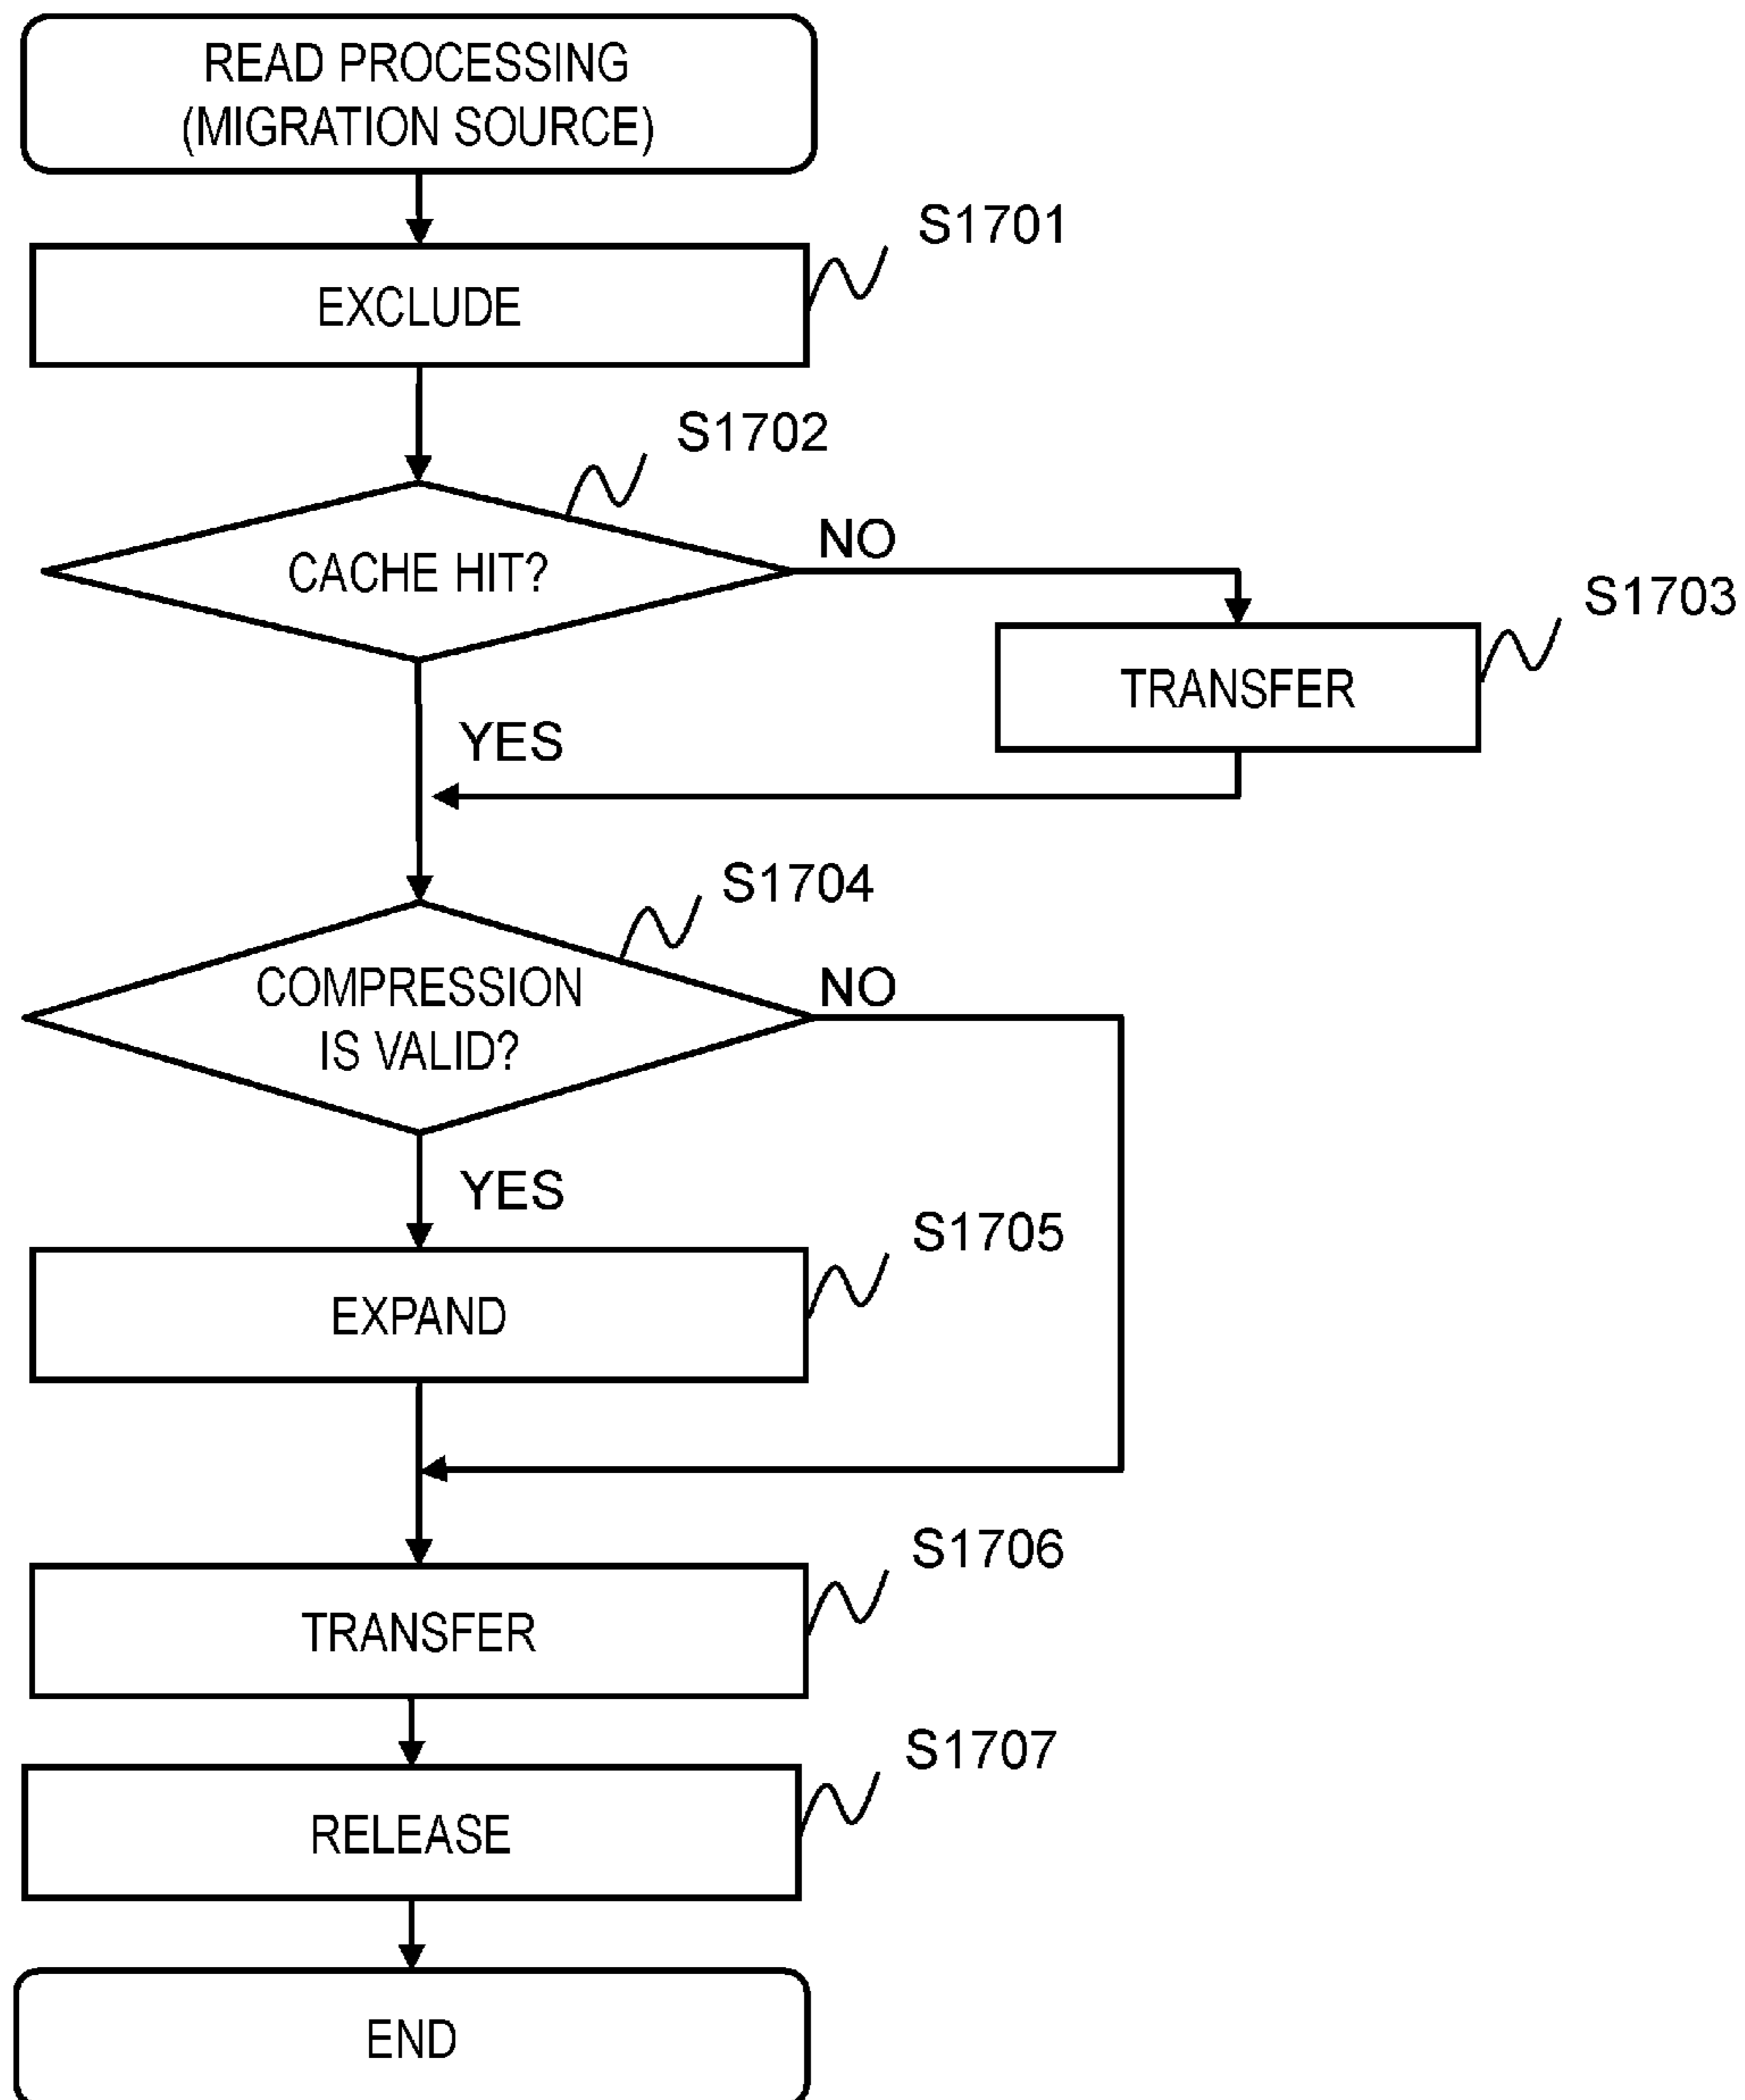 READ PROCESSING
(MIGRATION SOURCE)
S1701
EXCLUDE
S1702
CACHE HIT?
NO
S1703
TRANSFER
YES
S1704
COMPRESSION
IS VALID?
NO
YES
S1705
EXPAND
S1706
TRANSFER
S1707
RELEASE
END